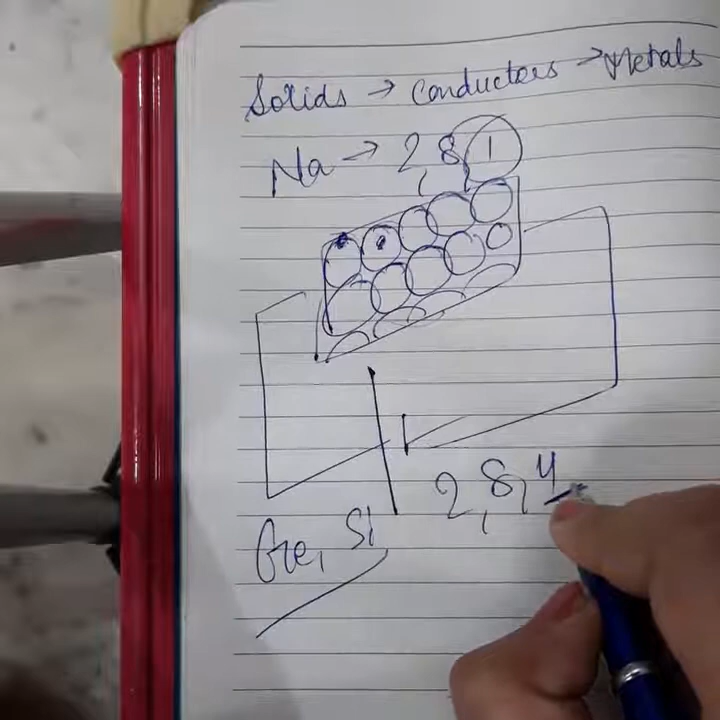 Solids → Conductors → Metals
Na → 2, 8, 1
2, 8, 4
Ge, Si